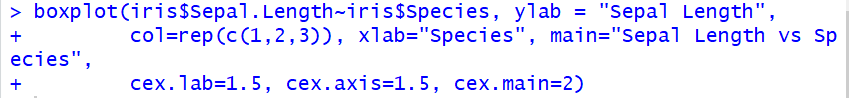 > boxplot(iris$Sepal.Length~iris$Species, ylab = "Sepal Length",
+         col=rep(c(1,2,3)), xlab="Species", main="Sepal Length vs Sp
ecies",
+         cex.lab=1.5, cex.axis=1.5, cex.main=2)